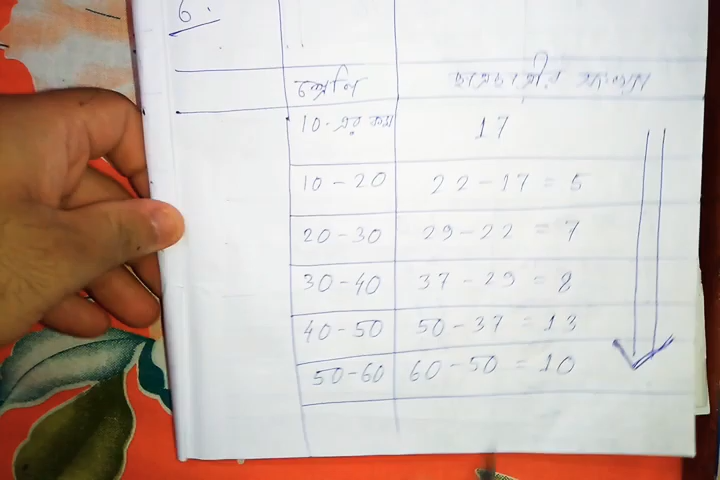 6.
শ্রেণি ছাত্রছাত্রীর সংখ্যা
10-এর কম 17
10-20 22-17 = 5
20-30 29-22 = 7
30-40 37-29 = 8
40-50 50-37 = 13
50-60 60-50 = 10